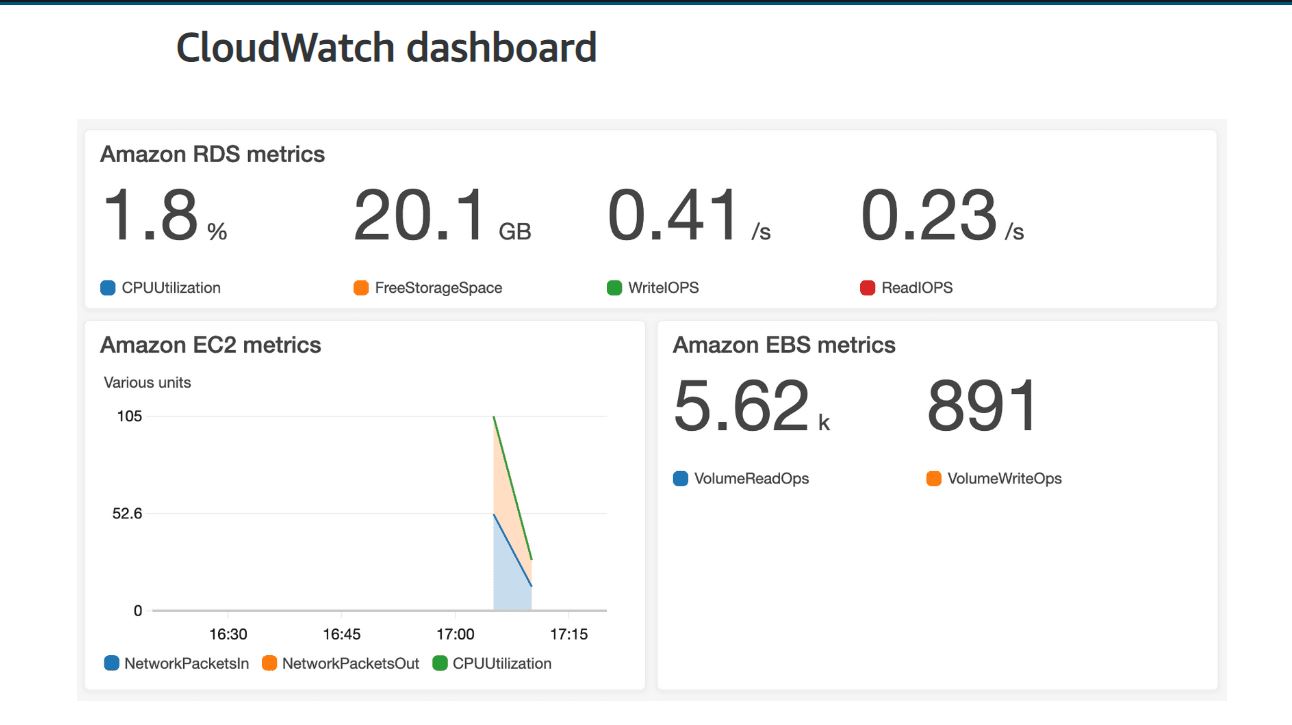 CloudWatch dashboard
Amazon RDS metrics
1.8 % 20.1 GB 0.41 /s 0.23 /s
CPUUtilization FreeStorageSpace WriteIOPS ReadIOPS
Amazon EC2 metrics
Various units
105
52.6
0
16:30 16:45 17:00 17:15
NetworkPacketsIn NetworkPacketsOut CPUUtilization
Amazon EBS metrics
5.62 k 891
VolumeReadOps VolumeWriteOps